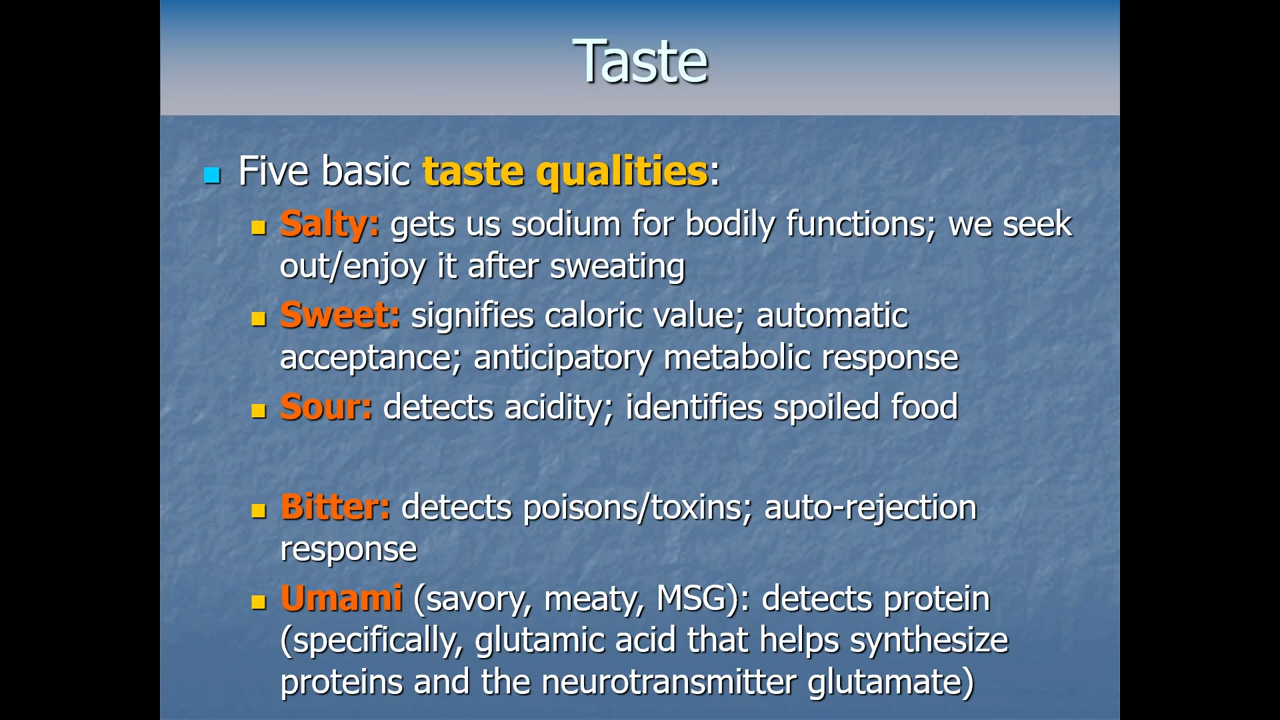 Taste
Five basic taste qualities:
Salty: gets us sodium for bodily functions; we seek
out/enjoy it after sweating
Sweet: signifies caloric value; automatic
acceptance; anticipatory metabolic response
Sour: detects acidity; identifies spoiled food
Bitter: detects poisons/toxins; auto-rejection
response
Umami (savory, meaty, MSG): detects protein
(specifically, glutamic acid that helps synthesize
proteins and the neurotransmitter glutamate)